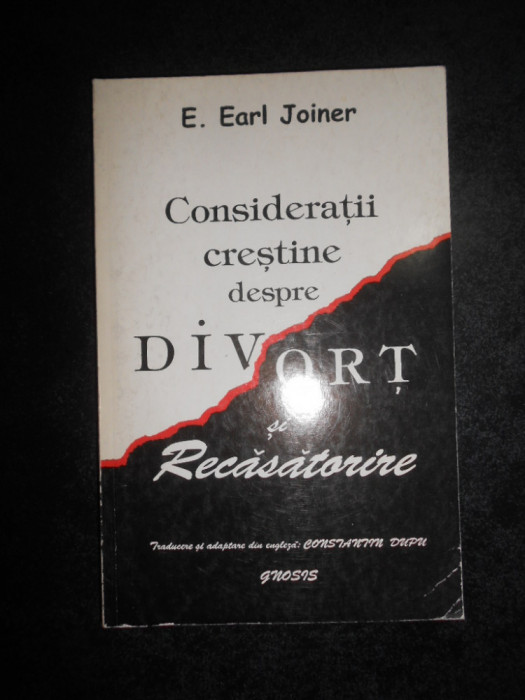 E. Earl Joiner
Considerații
creștine
despre
DiVORȚ
și
Recăsătorire
Traducere și adaptare din engleză: CONSTANTIN DUPU
GNOSIS